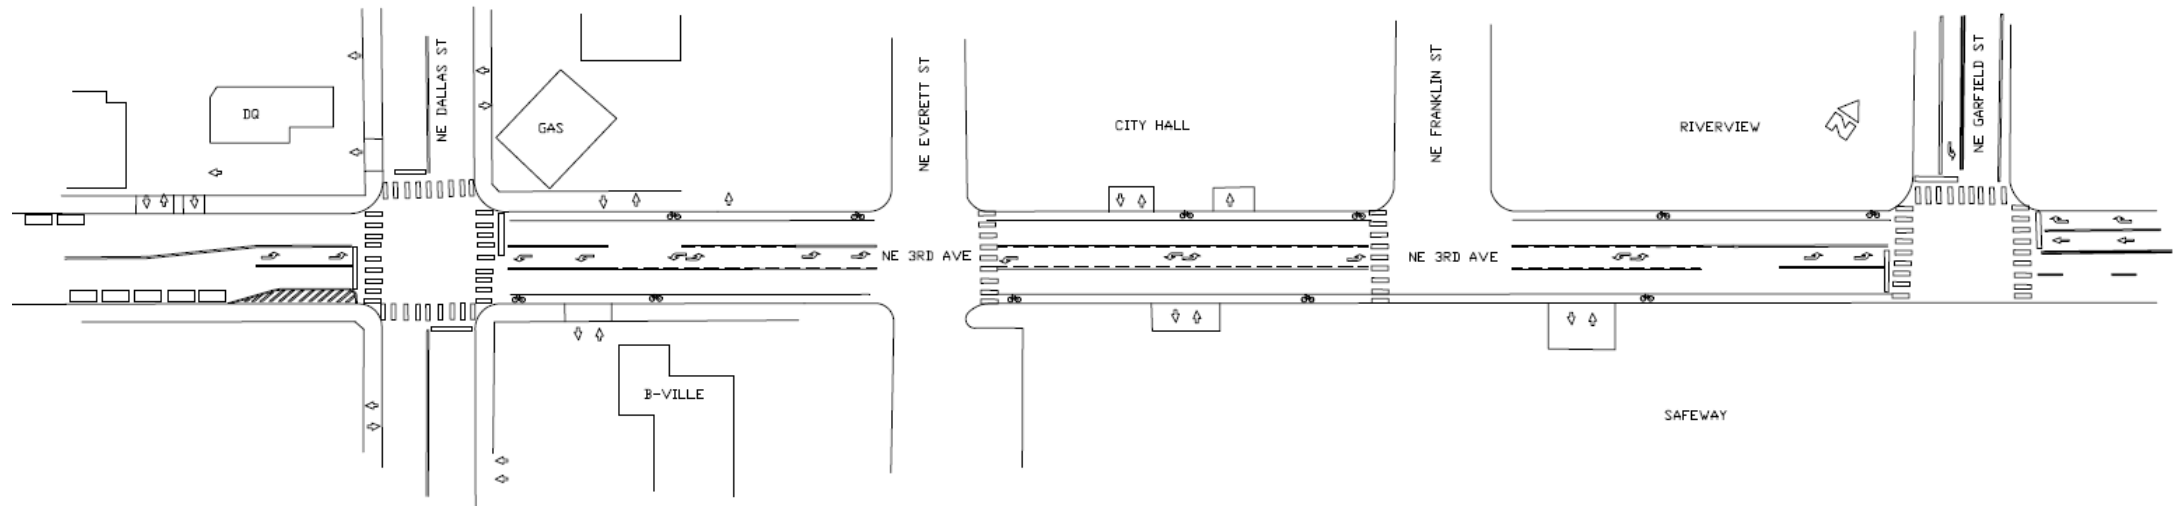 NE DALLAS ST
DQ
GAS
NE EVERETT ST
CITY HALL
NE FRANKLIN ST
RIVERVIEW
N
NE GARFIELD ST
NE 3RD AVE
NE 3RD AVE
B-VILLE
SAFEWAY